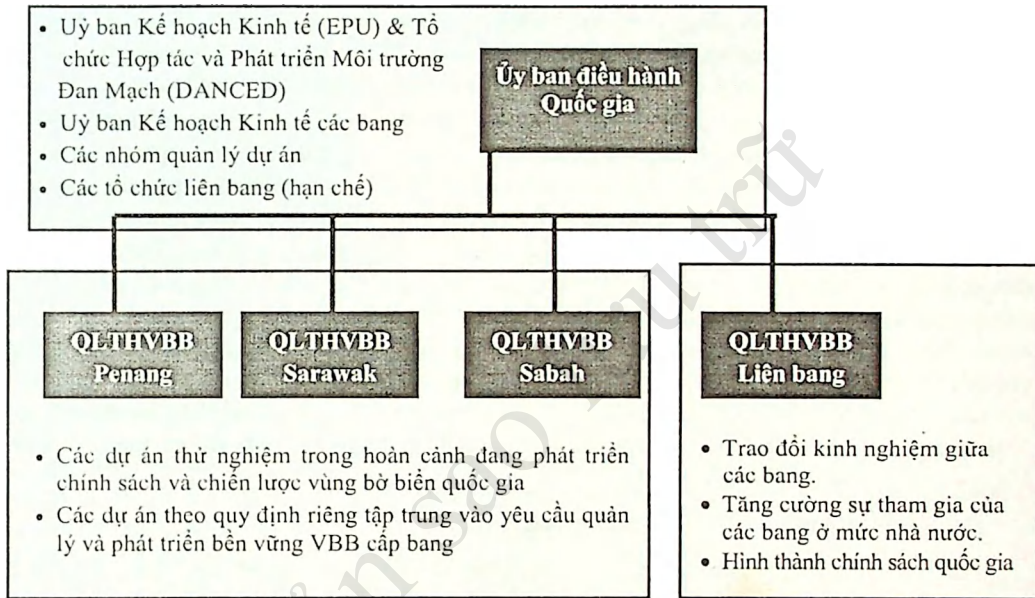 • Uỷ ban Kế hoạch Kinh tế (EPU) & Tổ
chức Hợp tác và Phát triển Môi trường
Đan Mạch (DANCED)
• Uỷ ban Kế hoạch Kinh tế các bang
• Các nhóm quản lý dự án
• Các tổ chức liên bang (hạn chế)
Ủy ban điều hành
Quốc gia
QLTHVBB
Penang
QLTHVBB
Sarawak
QLTHVBB
Sabah
QLTHVBB
Liên bang
• Các dự án thử nghiệm trong hoàn cảnh đang phát triển
chính sách và chiến lược vùng bờ biển quốc gia
• Các dự án theo quy định riêng tập trung vào yêu cầu quản
lý và phát triển bền vững VBB cấp bang
• Trao đổi kinh nghiệm giữa
các bang.
• Tăng cường sự tham gia của
các bang ở mức nhà nước.
• Hình thành chính sách quốc gia
sao lưu trữ